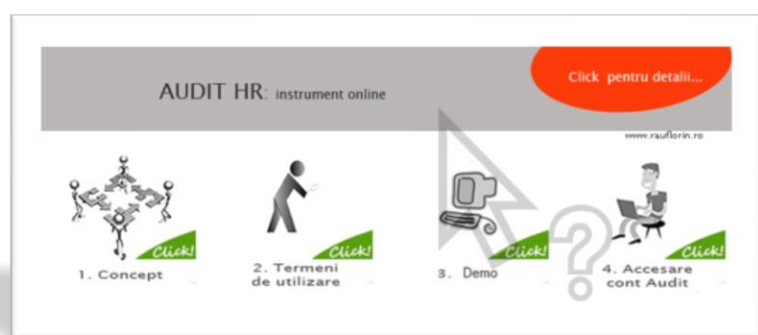 AUDIT HR: instrument online
Click pentru detalii...
www.rauflorin.ro
Click!
1. Concept
Click!
2. Termeni
de utilizare
Click!
3. Demo
Click!
4. Accesare
cont Audit